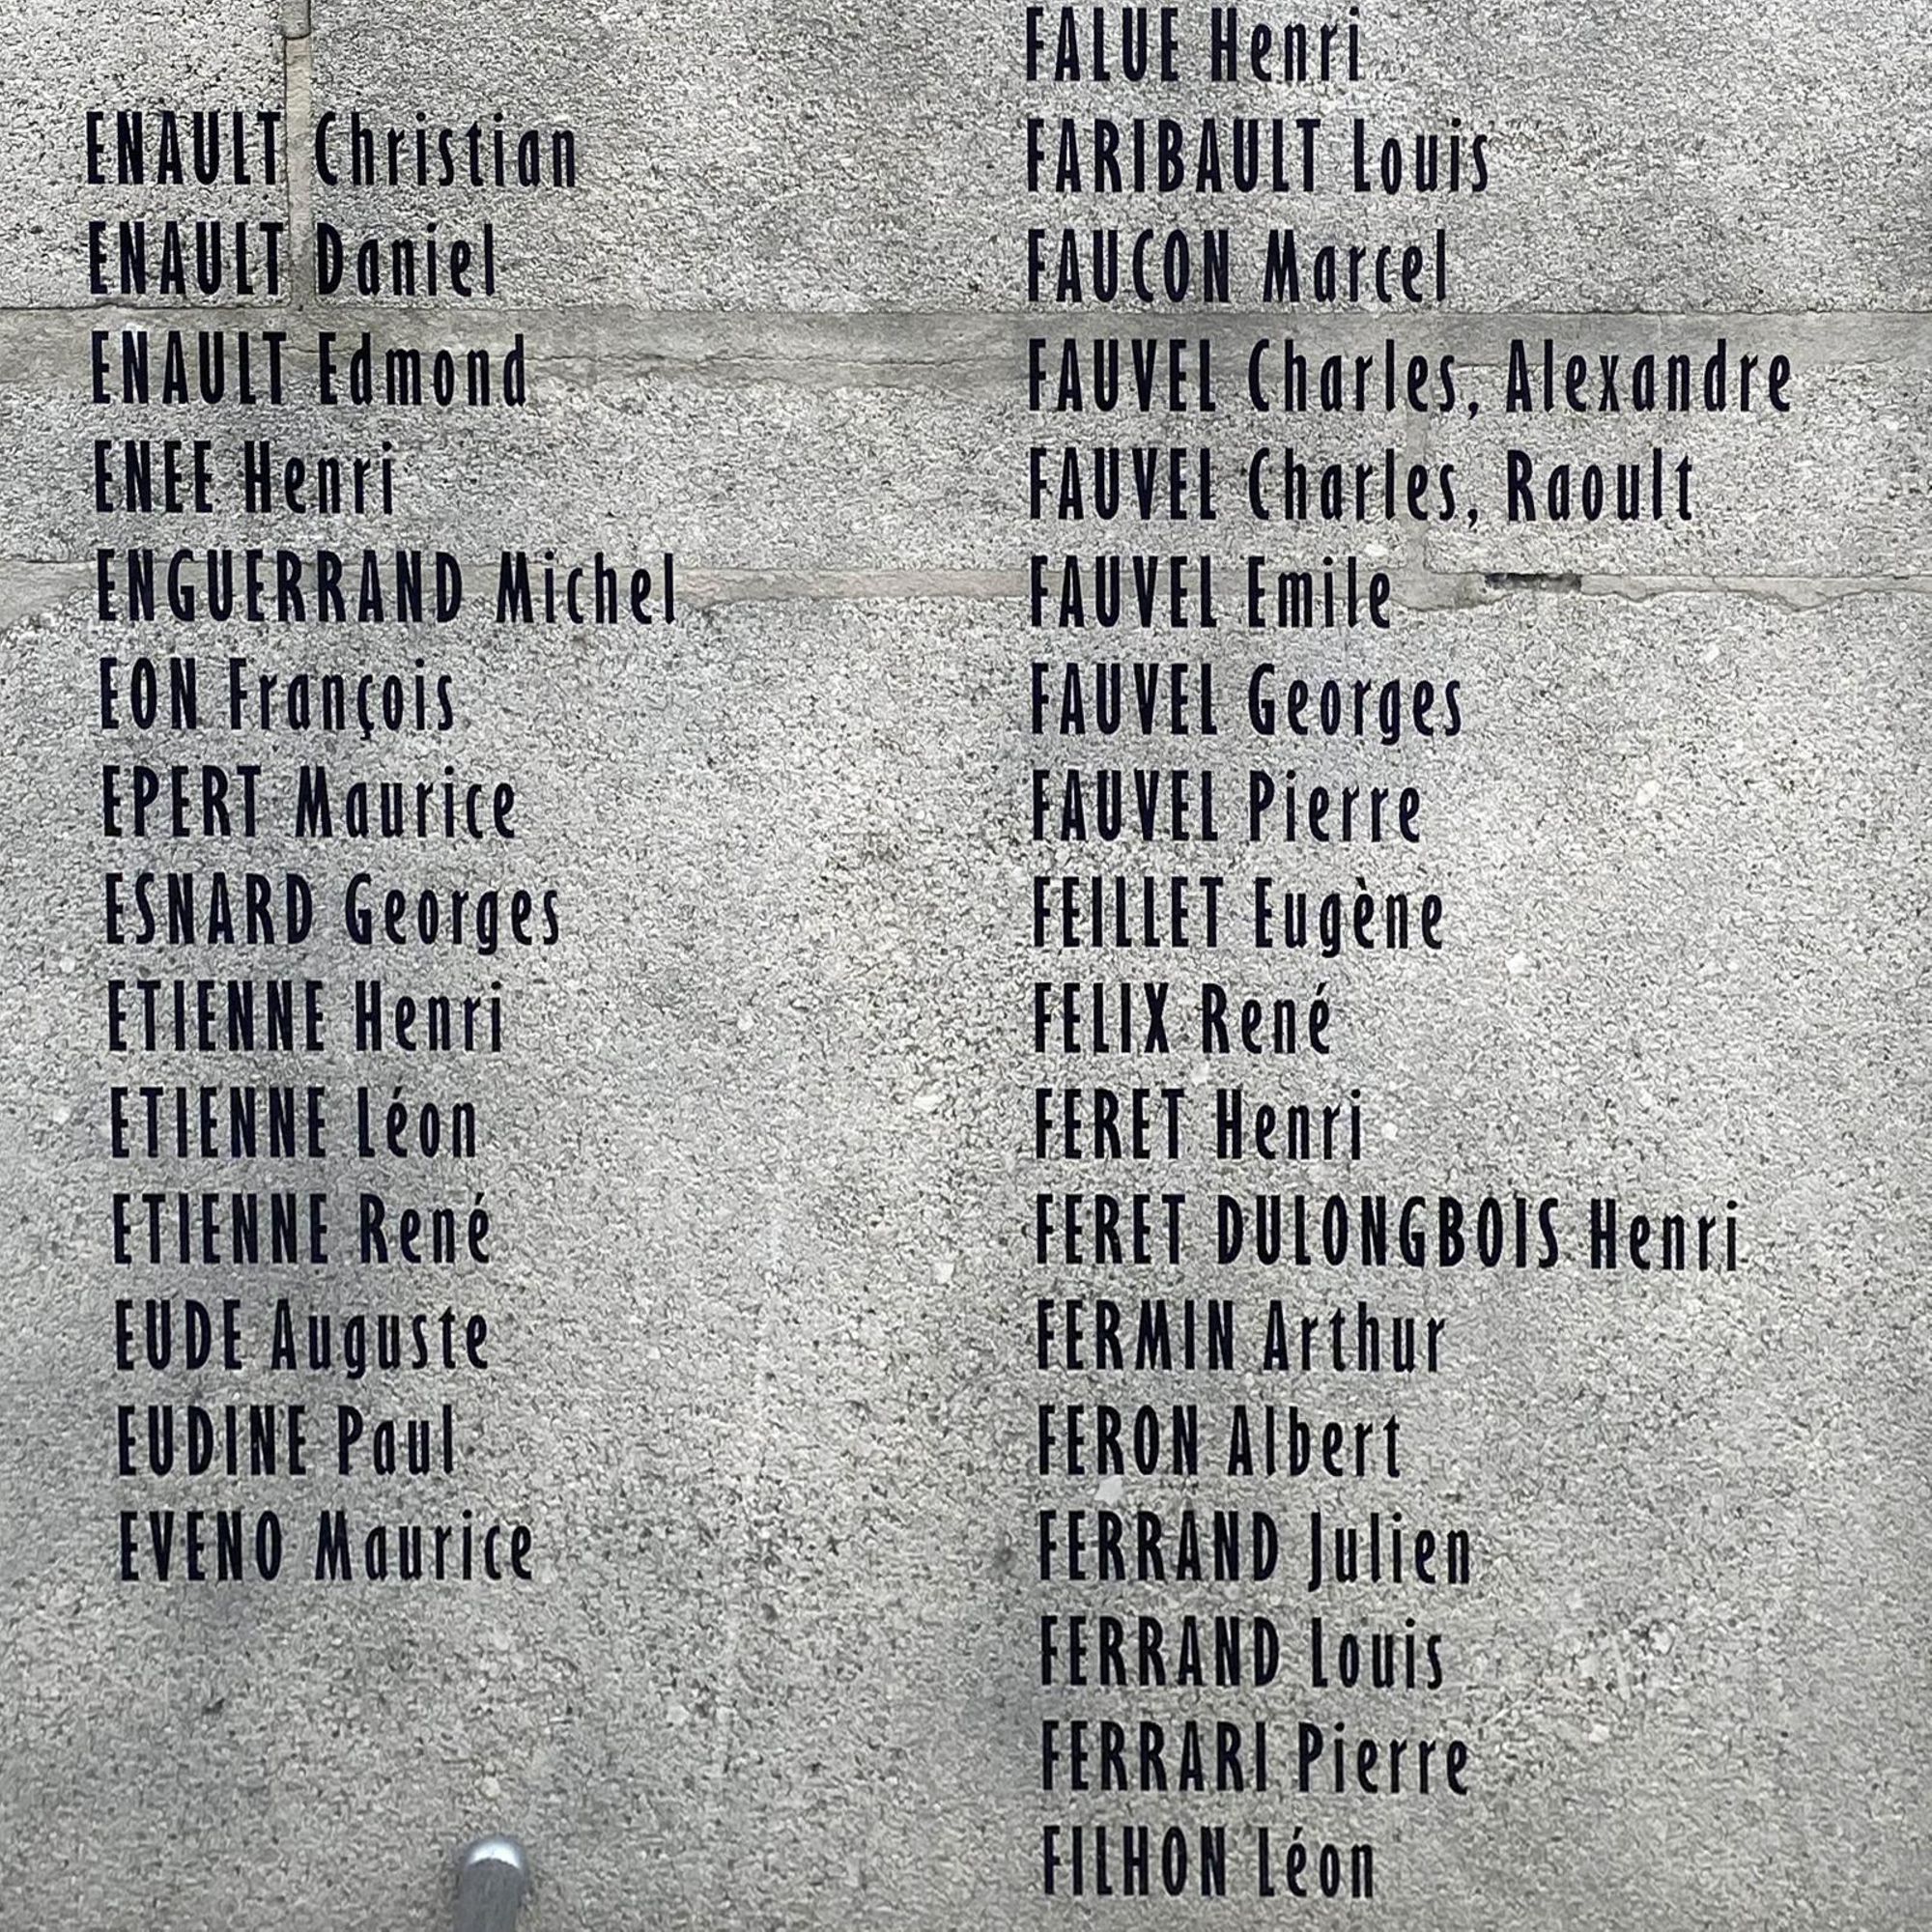 ENAULT Christian
ENAULT Daniel
ENAULT Edmond
ENEE Henri
ENGUERRAND Michel
EON François
EPERT Maurice
ESNARD Georges
ETIENNE Henri
ETIENNE Léon
ETIENNE René
EUDE Auguste
EUDINE Paul
EVENO Maurice
FALUE Henri
FARIBAULT Louis
FAUCON Marcel
FAUVEL Charles, Alexandre
FAUVEL Charles, Raoult
FAUVEL Emile
FAUVEL Georges
FAUVEL Pierre
FEILLET Eugène
FELIX René
FERET Henri
FERET DULONGBOIS Henri
FERMIN Arthur
FERON Albert
FERRAND Julien
FERRAND Louis
FERRARI Pierre
FILHON Léon